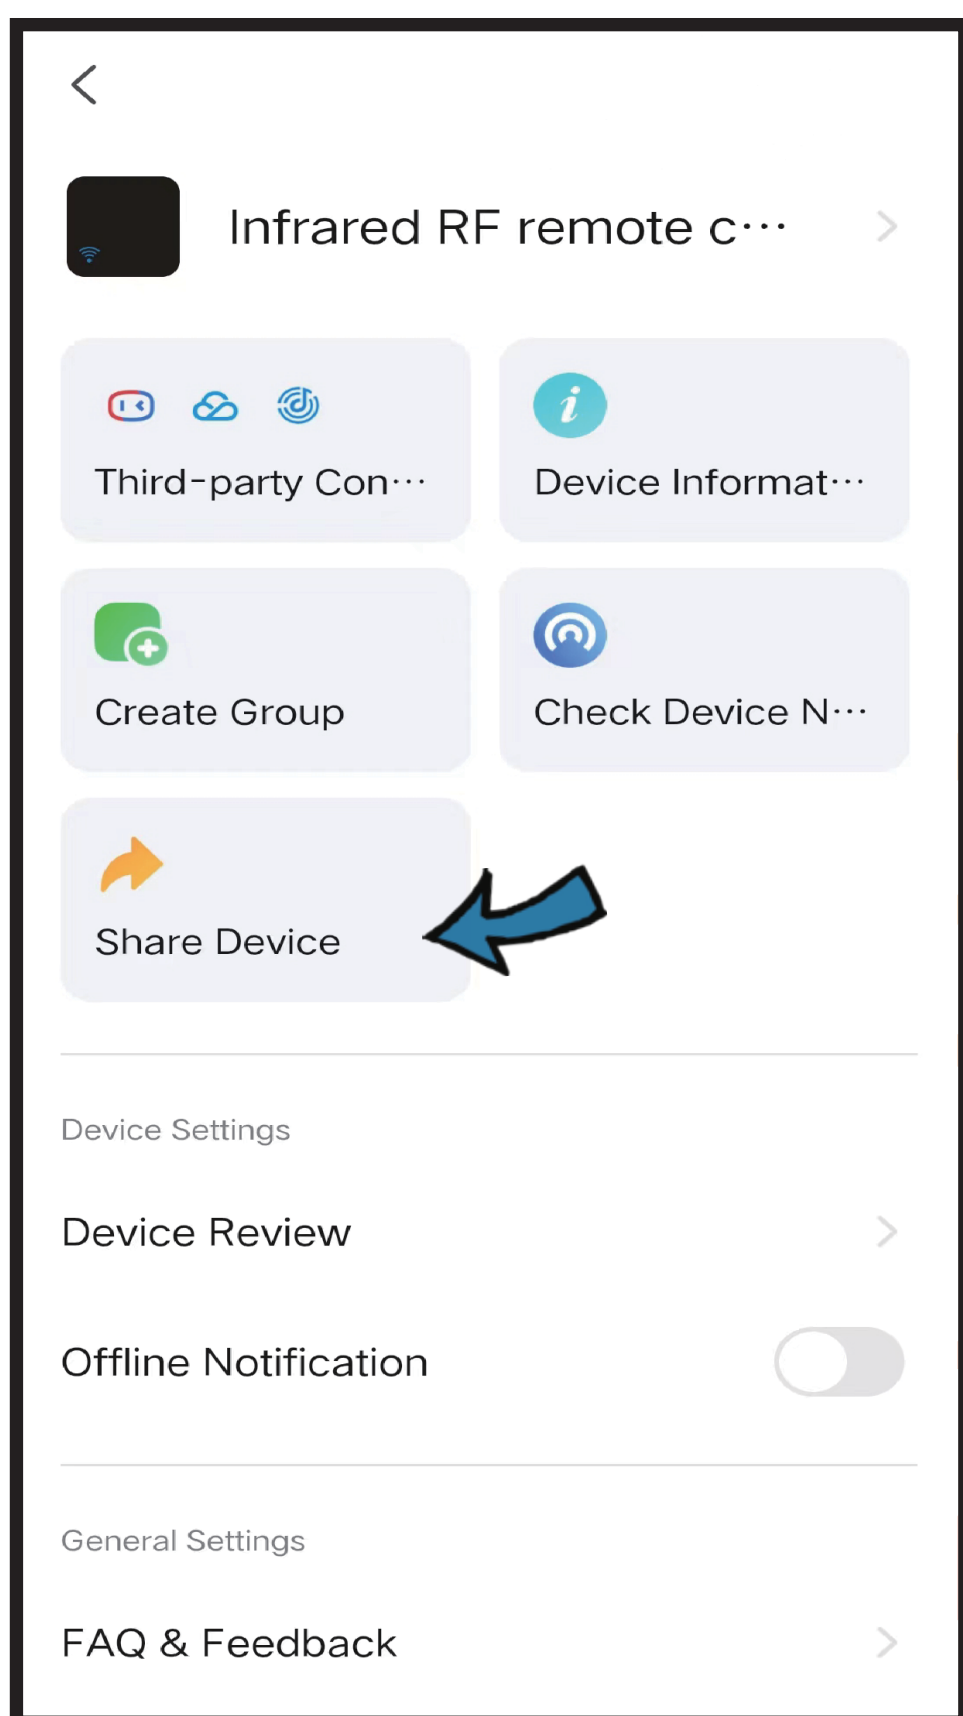 Infrared RF remote c···
Third-party Con···
Device Informat···
Create Group
Check Device N···
Share Device
Device Settings
Device Review
Offline Notification
General Settings
FAQ & Feedback